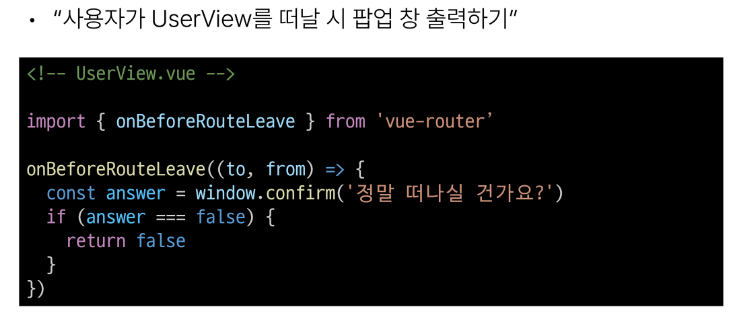 • “사용자가 UserView를 떠날 시 팝업 창 출력하기”
<!-- UserView.vue -->
import { onBeforeRouteLeave } from 'vue-router’
onBeforeRouteLeave((to, from) => {
  const answer = window.confirm('정말 떠나실 건가요?')
  if (answer === false) {
    return false
  }
})